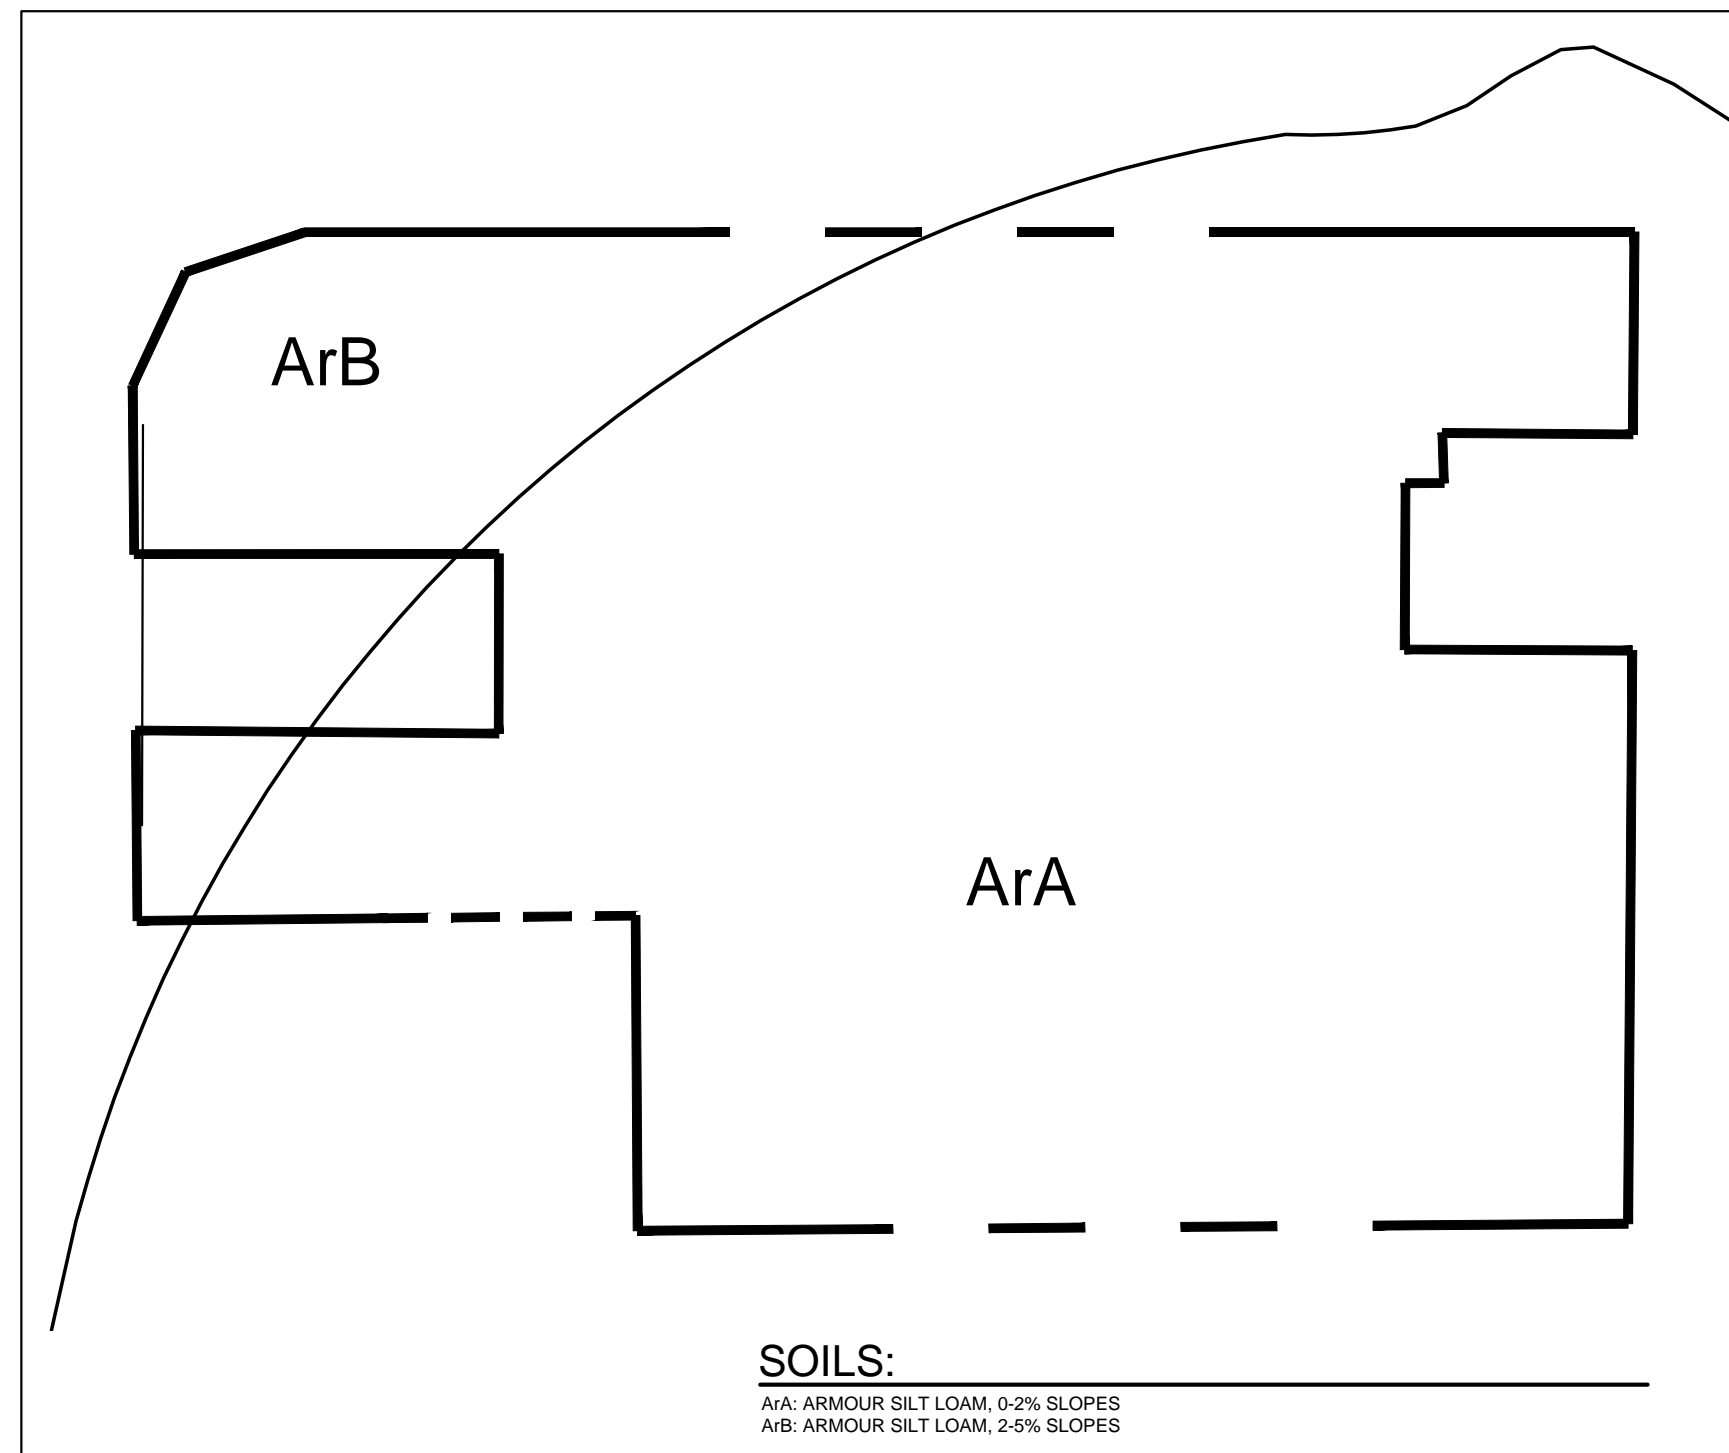 ArB
ArA
SOILS:
ArA: ARMOUR SILT LOAM, 0-2% SLOPES
ArB: ARMOUR SILT LOAM, 2-5% SLOPES